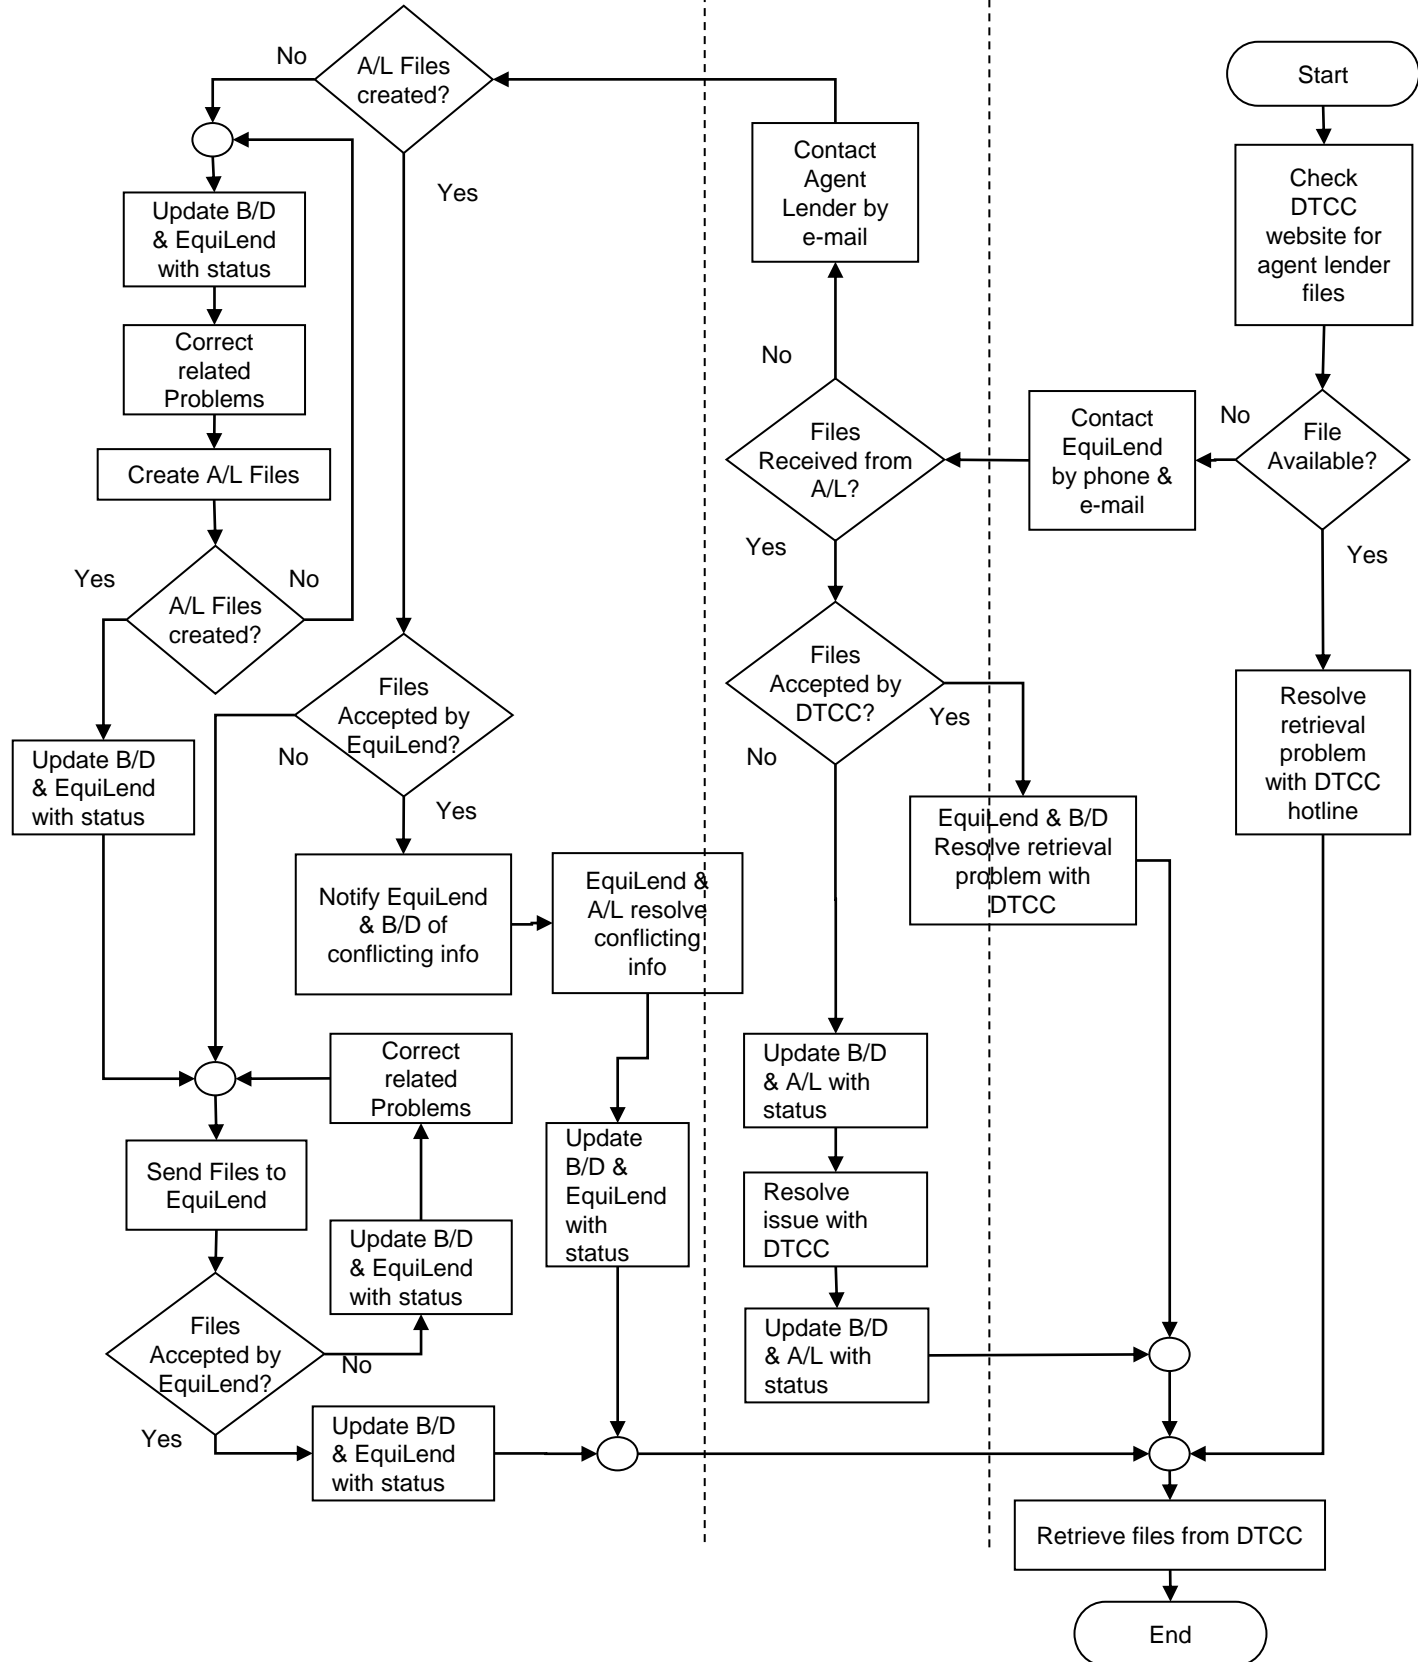 Start
Check
DTCC
website for
agent lender
files
File
Available?
No
Yes
Contact
EquiLend
by phone &
e-mail
Resolve
retrieval
problem
with DTCC
hotline
Files
Received from
A/L?
No
Yes
Contact
Agent
Lender by
e-mail
Files
Accepted by
DTCC?
Yes
No
EquiLend & B/D
Resolve retrieval
problem with
DTCC
Update B/D
& A/L with
status
Resolve
issue with
DTCC
Update B/D
& A/L with
status
A/L Files
created?
No
Yes
Update B/D
& EquiLend
with status
Correct
related
Problems
Create A/L Files
A/L Files
created?
Yes
No
Update B/D
& EquiLend
with status
Files
Accepted by
EquiLend?
No
Yes
Notify EquiLend
& B/D of
conflicting info
EquiLend &
A/L resolve
conflicting
info
Update
B/D &
EquiLend
with
status
Correct
related
Problems
Send Files to
EquiLend
Update B/D
& EquiLend
with status
Files
Accepted by
EquiLend?
No
Yes
Update B/D
& EquiLend
with status
Retrieve files from DTCC
End